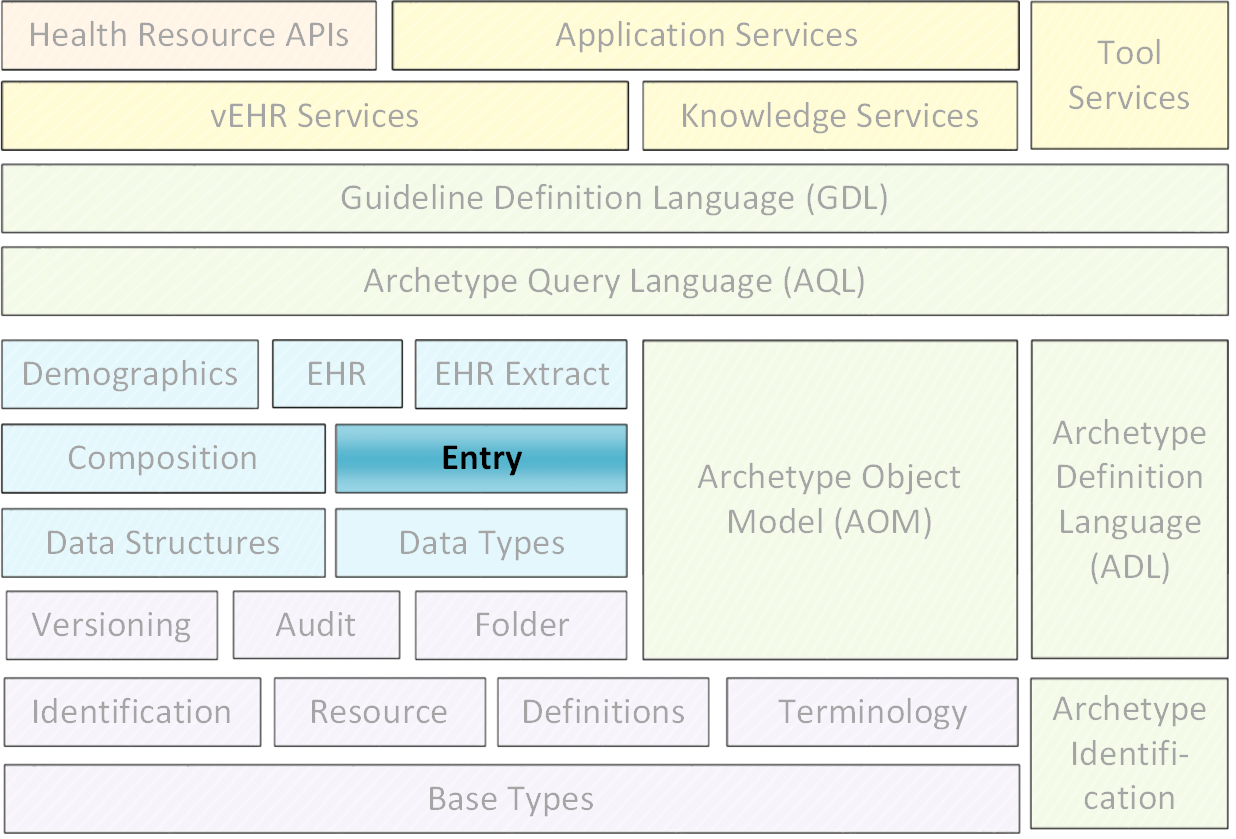 Health Resource APIs
Application Services
Tool
Services
vEHR Services
Knowledge Services
Guideline Definition Language (GDL)
Archetype Query Language (AQL)
Demographics
EHR
EHR Extract
Composition
Entry
Data Structures
Data Types
Versioning
Audit
Folder
Archetype Object
Model (AOM)
Archetype
Definition
Language
(ADL)
Identification
Resource
Definitions
Terminology
Base Types
Archetype
Identifi-
cation